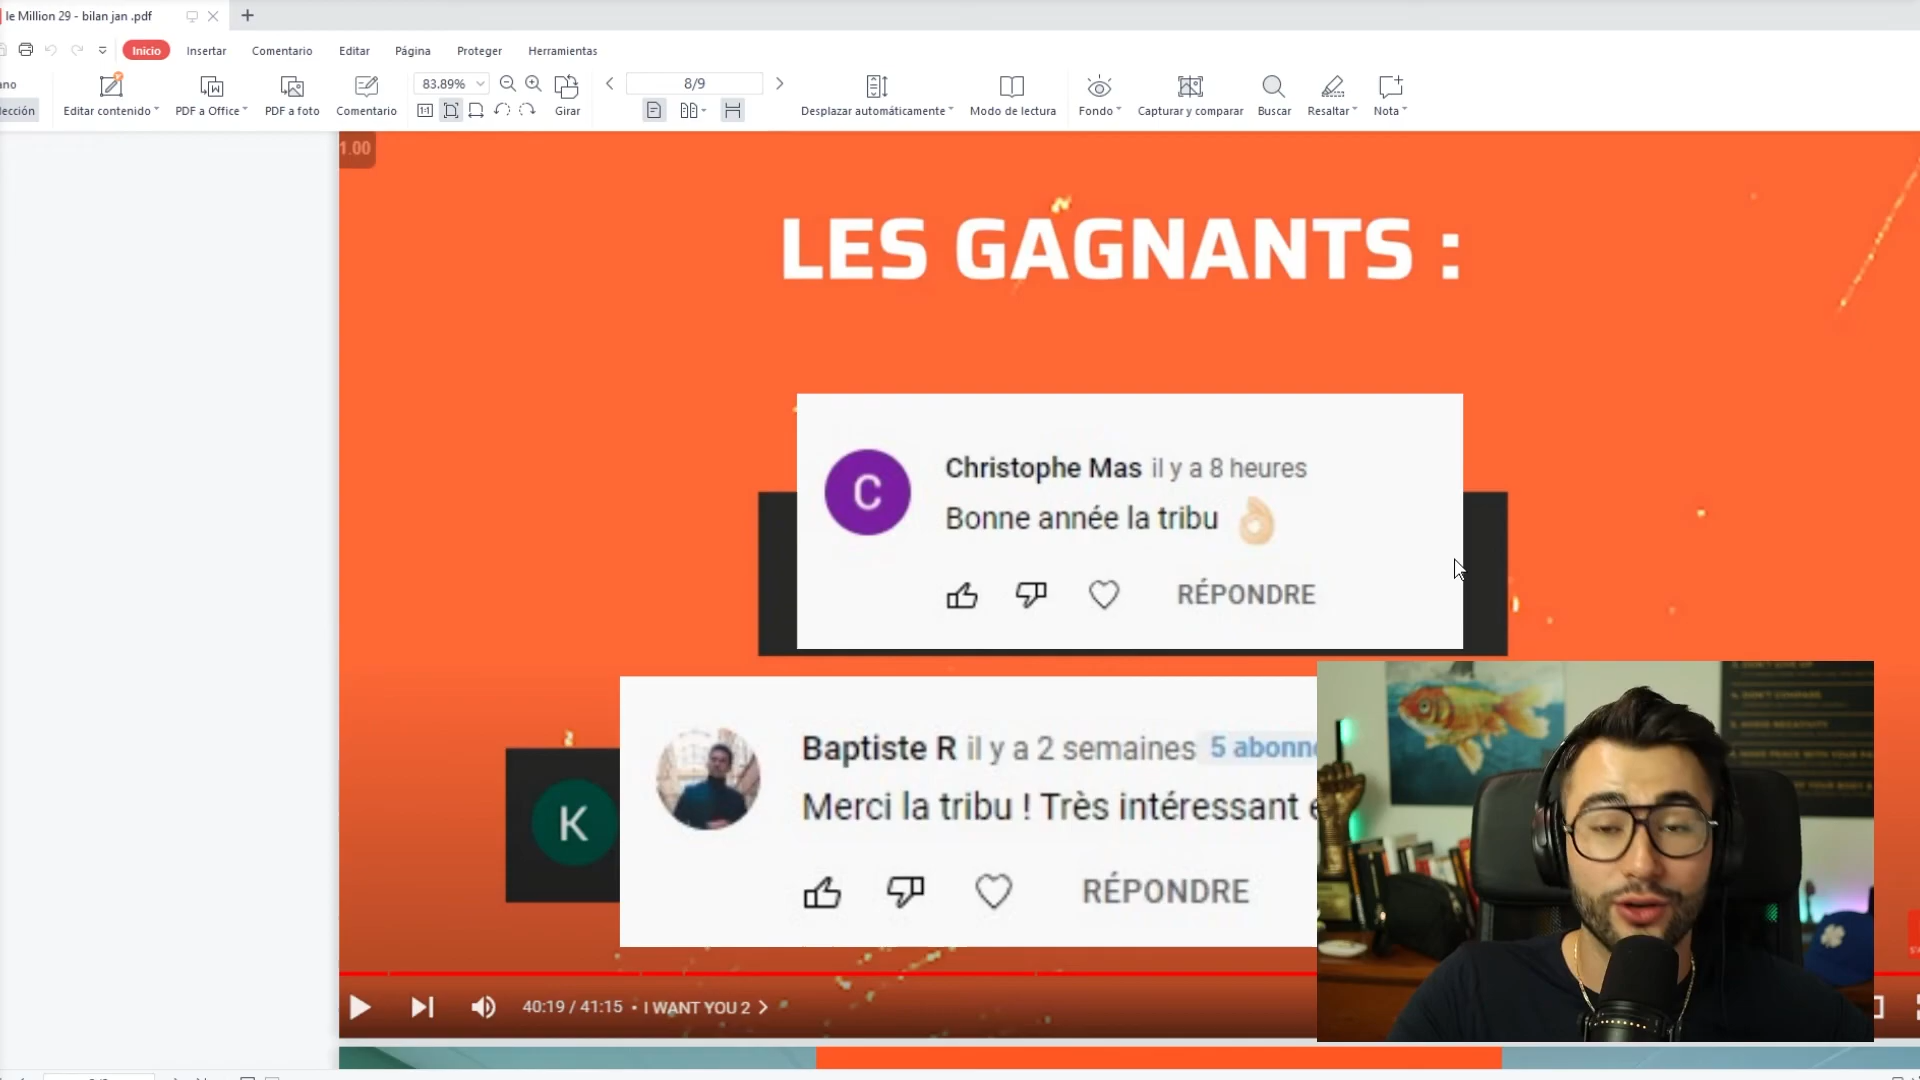 le Million 29 - bilan jan .pdf
Inicio Insertar Comentario Editar Página Proteger Herramientas
Editar contenido PDF a Office PDF a foto Comentario 83.89% Girar 8/9 Desplazar automáticamente Modo de lectura Fondo Capturar y comparar Buscar Resaltar Nota
1.00
LES GAGNANTS :
C
Christophe Mas il y a 8 heures
Bonne année la tribu 👌🏻
RÉPONDRE
K
Baptiste R il y a 2 semaines 5 abonn
Merci la tribu ! Très intéressant
RÉPONDRE
40:19 / 41:15 • I WANT YOU 2